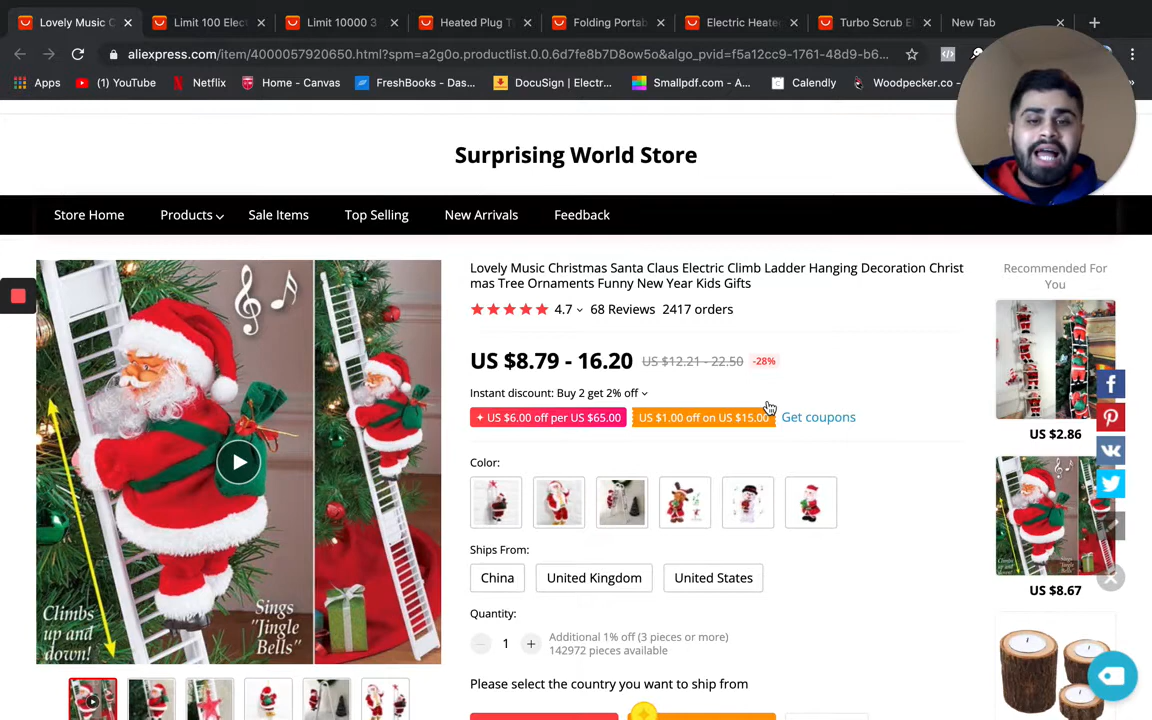 Lovely Music C
Limit 100 Elect
Limit 10000 3
Heated Plug T
Folding Portab
Electric Heate
Turbo Scrub E
New Tab
aliexpress.com/item/4000057920650.html?spm=a2g0o.productlist.0.0.6d7fe8b7D8ow5o&algo_pvid=f5a12cc9-1761-48d9-b6...
Apps
(1) YouTube
Netflix
Home - Canvas
FreshBooks - Das...
DocuSign | Electr...
Smallpdf.com - A...
Calendly
Woodpecker.co -
Surprising World Store
Store Home
Products
Sale Items
Top Selling
New Arrivals
Feedback
Lovely Music Christmas Santa Claus Electric Climb Ladder Hanging Decoration Christ
mas Tree Ornaments Funny New Year Kids Gifts
4.7
68 Reviews
2417 orders
US $8.79 - 16.20
US $12.21 - 22.50
-28%
Instant discount: Buy 2 get 2% off
US $6.00 off per US $65.00
US $1.00 off on US $15.00
Get coupons
Color:
Ships From:
China
United Kingdom
United States
Quantity:
1
Additional 1% off (3 pieces or more)
142972 pieces available
Please select the country you want to ship from
Climbs
up and
down!
Sings
"Jingle
Bells"
Recommended For
You
US $2.86
US $8.67